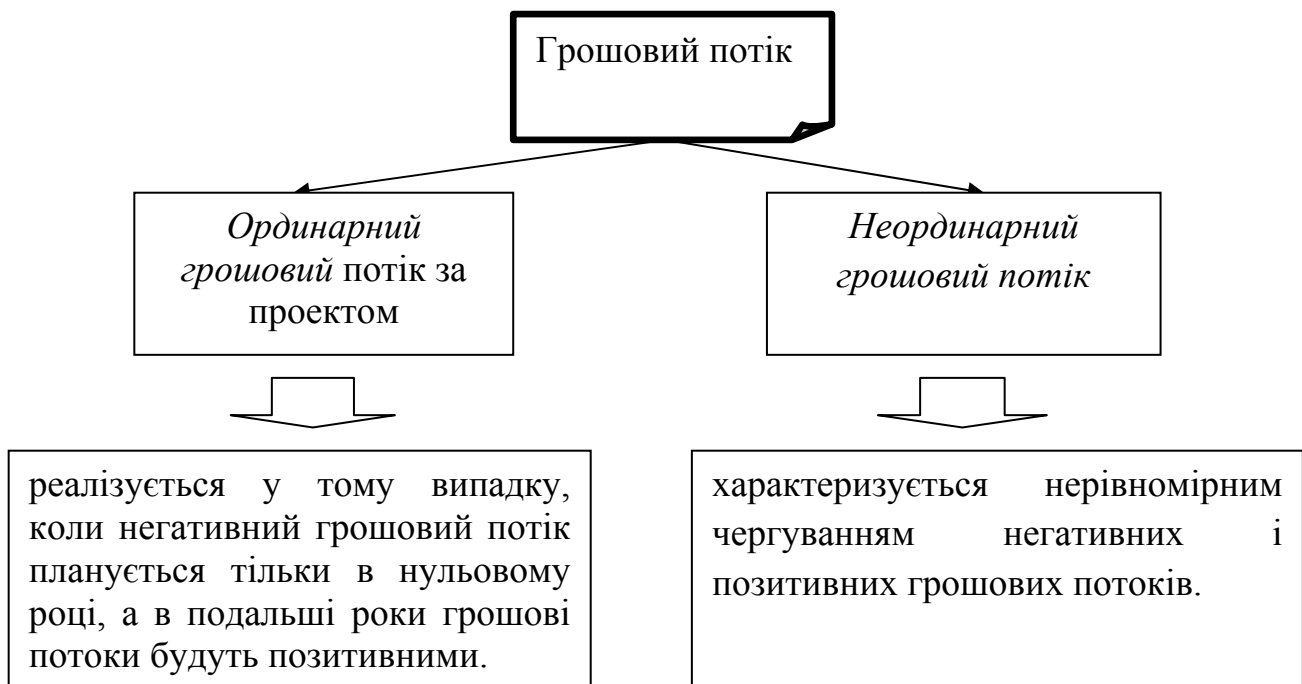 Грошовий потік
Ординарний
грошовий потік за
проектом
Неординарний
грошовий потік
реалізується у тому випадку,
коли негативний грошовий потік
планується тільки в нульовому
році, а в подальші роки грошові
потоки будуть позитивними.
характеризується нерівномірним
чергуванням негативних і
позитивних грошових потоків.